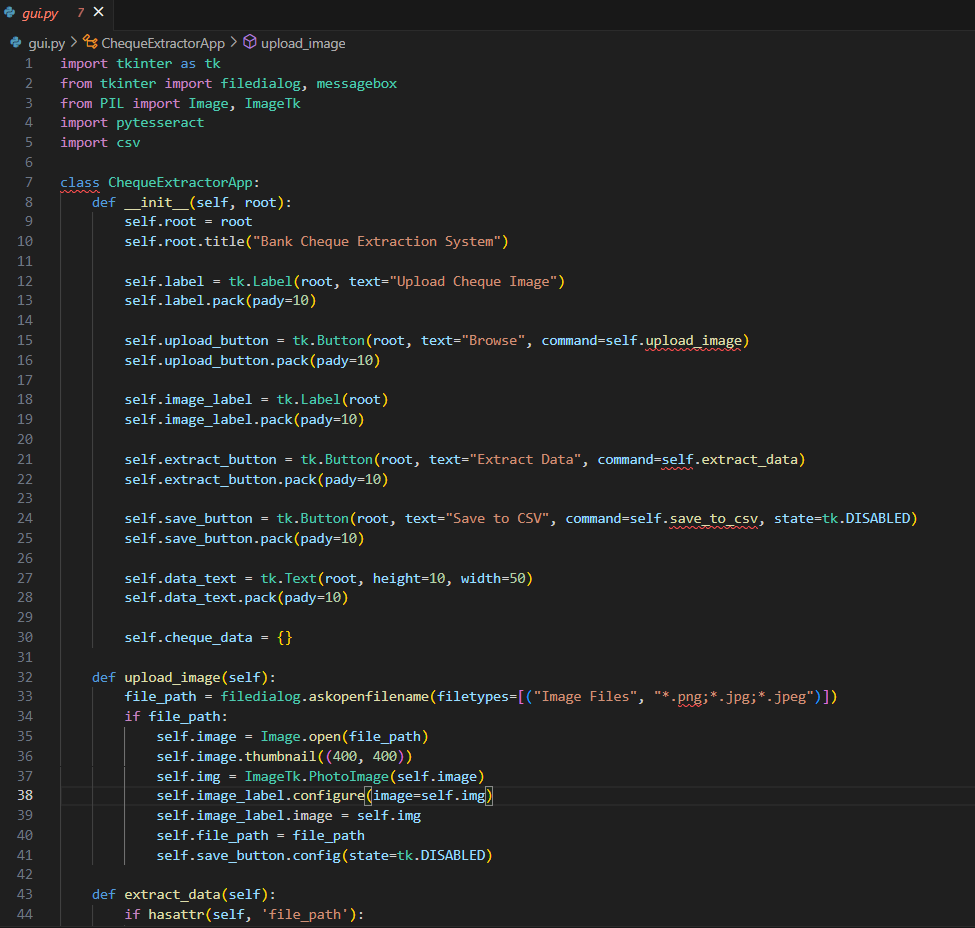 gui.py 7 ×
gui.py > ChequeExtractorApp > upload_image
1 import tkinter as tk
2 from tkinter import filedialog, messagebox
3 from PIL import Image, ImageTk
4 import pytesseract
5 import csv
6
7 class ChequeExtractorApp:
8     def __init__(self, root):
9         self.root = root
10         self.root.title("Bank Cheque Extraction System")
11
12         self.label = tk.Label(root, text="Upload Cheque Image")
13         self.label.pack(pady=10)
14
15         self.upload_button = tk.Button(root, text="Browse", command=self.upload_image)
16         self.upload_button.pack(pady=10)
17
18         self.image_label = tk.Label(root)
19         self.image_label.pack(pady=10)
20
21         self.extract_button = tk.Button(root, text="Extract Data", command=self.extract_data)
22         self.extract_button.pack(pady=10)
23
24         self.save_button = tk.Button(root, text="Save to CSV", command=self.save_to_csv, state=tk.DISABLED)
25         self.save_button.pack(pady=10)
26
27         self.data_text = tk.Text(root, height=10, width=50)
28         self.data_text.pack(pady=10)
29
30         self.cheque_data = {}
31
32     def upload_image(self):
33         file_path = filedialog.askopenfilename(filetypes=[("Image Files", "*.png;*.jpg;*.jpeg")])
34         if file_path:
35             self.image = Image.open(file_path)
36             self.image.thumbnail((400, 400))
37             self.img = ImageTk.PhotoImage(self.image)
38             self.image_label.configure(image=self.img)
39             self.image_label.image = self.img
40             self.file_path = file_path
41             self.save_button.config(state=tk.DISABLED)
42
43     def extract_data(self):
44         if hasattr(self, 'file_path'):